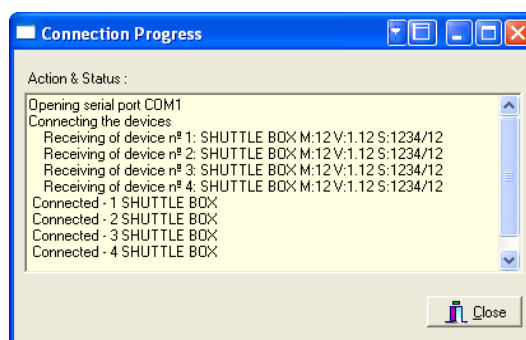 Connection Progress
Action & Status :
Opening serial port COM1
Connecting the devices
Receiving of device nº 1: SHUTTLE BOX M:12 V:1.12 S:1234/12
Receiving of device nº 2: SHUTTLE BOX M:12 V:1.12 S:1234/12
Receiving of device nº 3: SHUTTLE BOX M:12 V:1.12 S:1234/12
Receiving of device nº 4: SHUTTLE BOX M:12 V:1.12 S:1234/12
Connected - 1 SHUTTLE BOX
Connected - 2 SHUTTLE BOX
Connected - 3 SHUTTLE BOX
Connected - 4 SHUTTLE BOX
Close